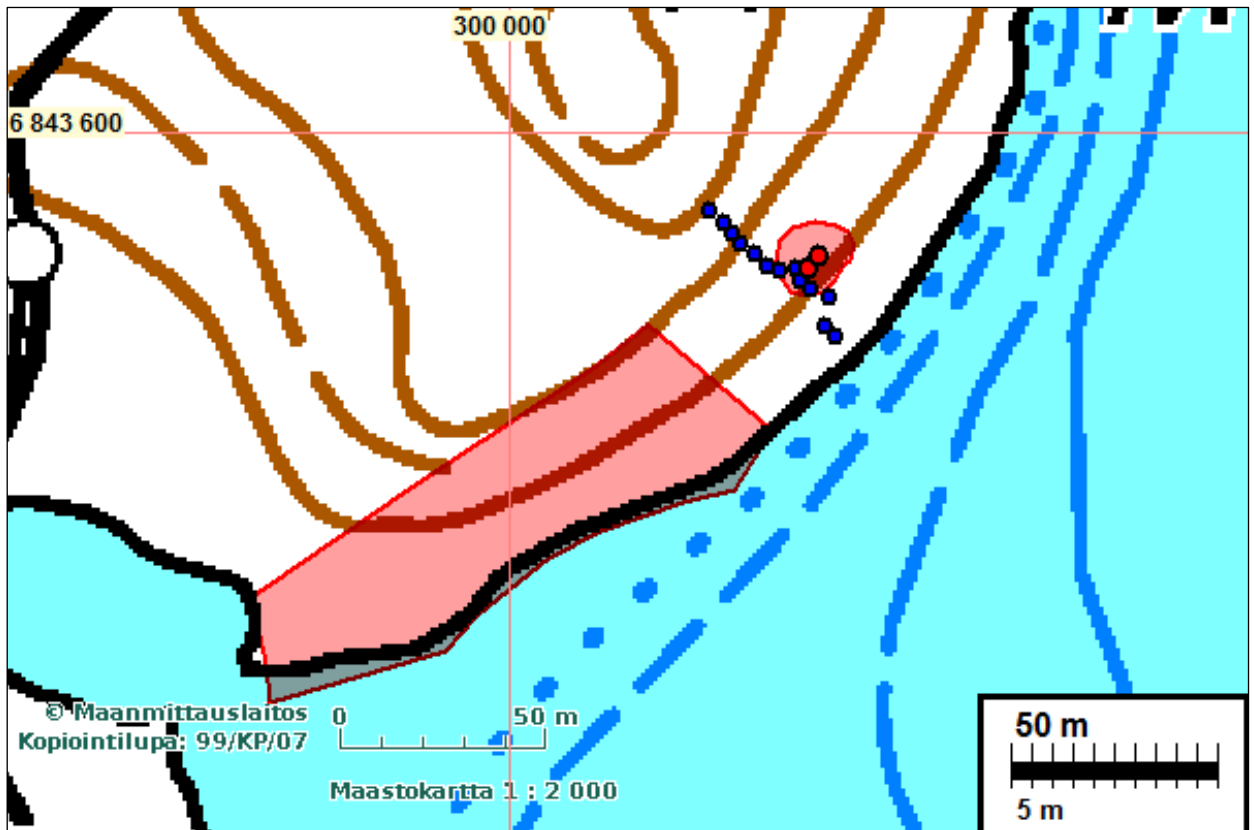 300 000
6 843 600
© Maanmittauslaitos
Kopiointilupa: 99/KP/07
0 50 m
Maastokartta 1 : 2 000
50 m
5 m